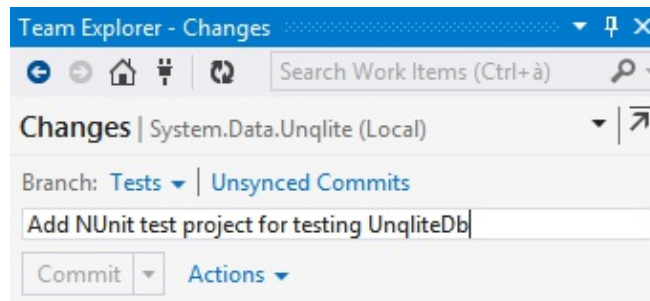 Team Explorer - Changes
Search Work Items (Ctrl+à)
Changes | System.Data.Unqlite (Local)
Branch: Tests | Unsynced Commits
Add NUnit test project for testing UnqliteDb
Commit Actions